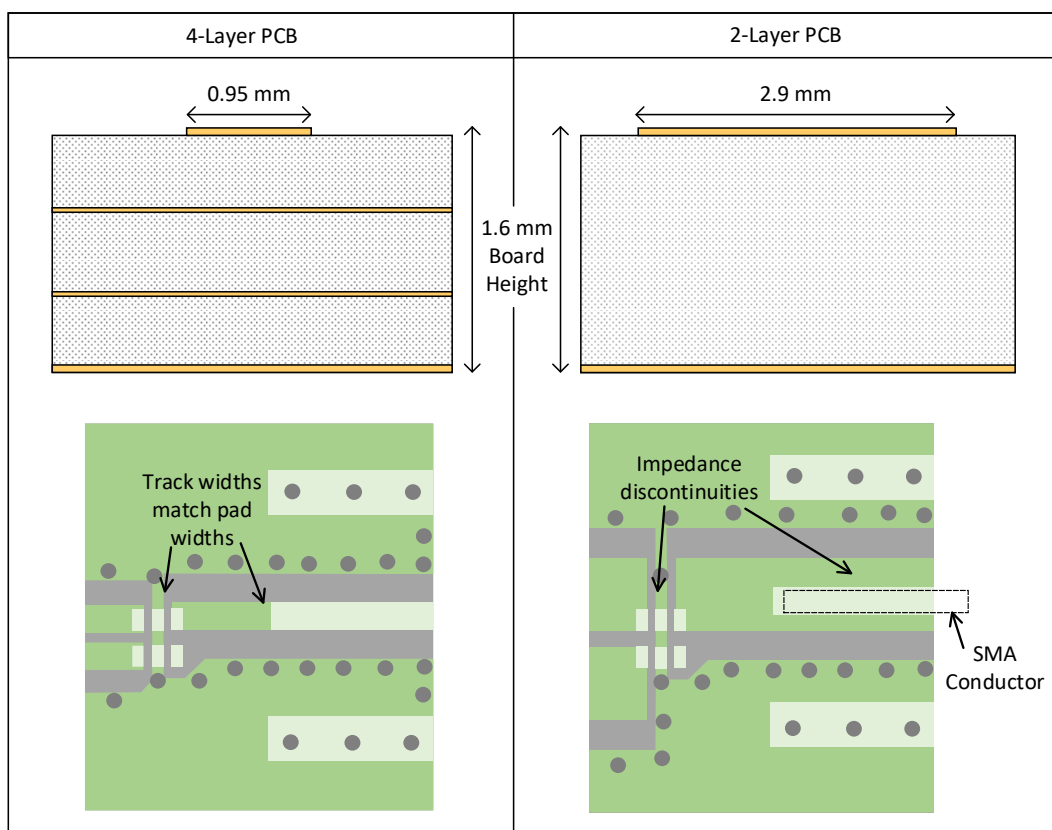 4-Layer PCB
2-Layer PCB
0.95 mm
2.9 mm
1.6 mm
Board
Height
Track widths
match pad
widths
Impedance
discontinuities
SMA
Conductor